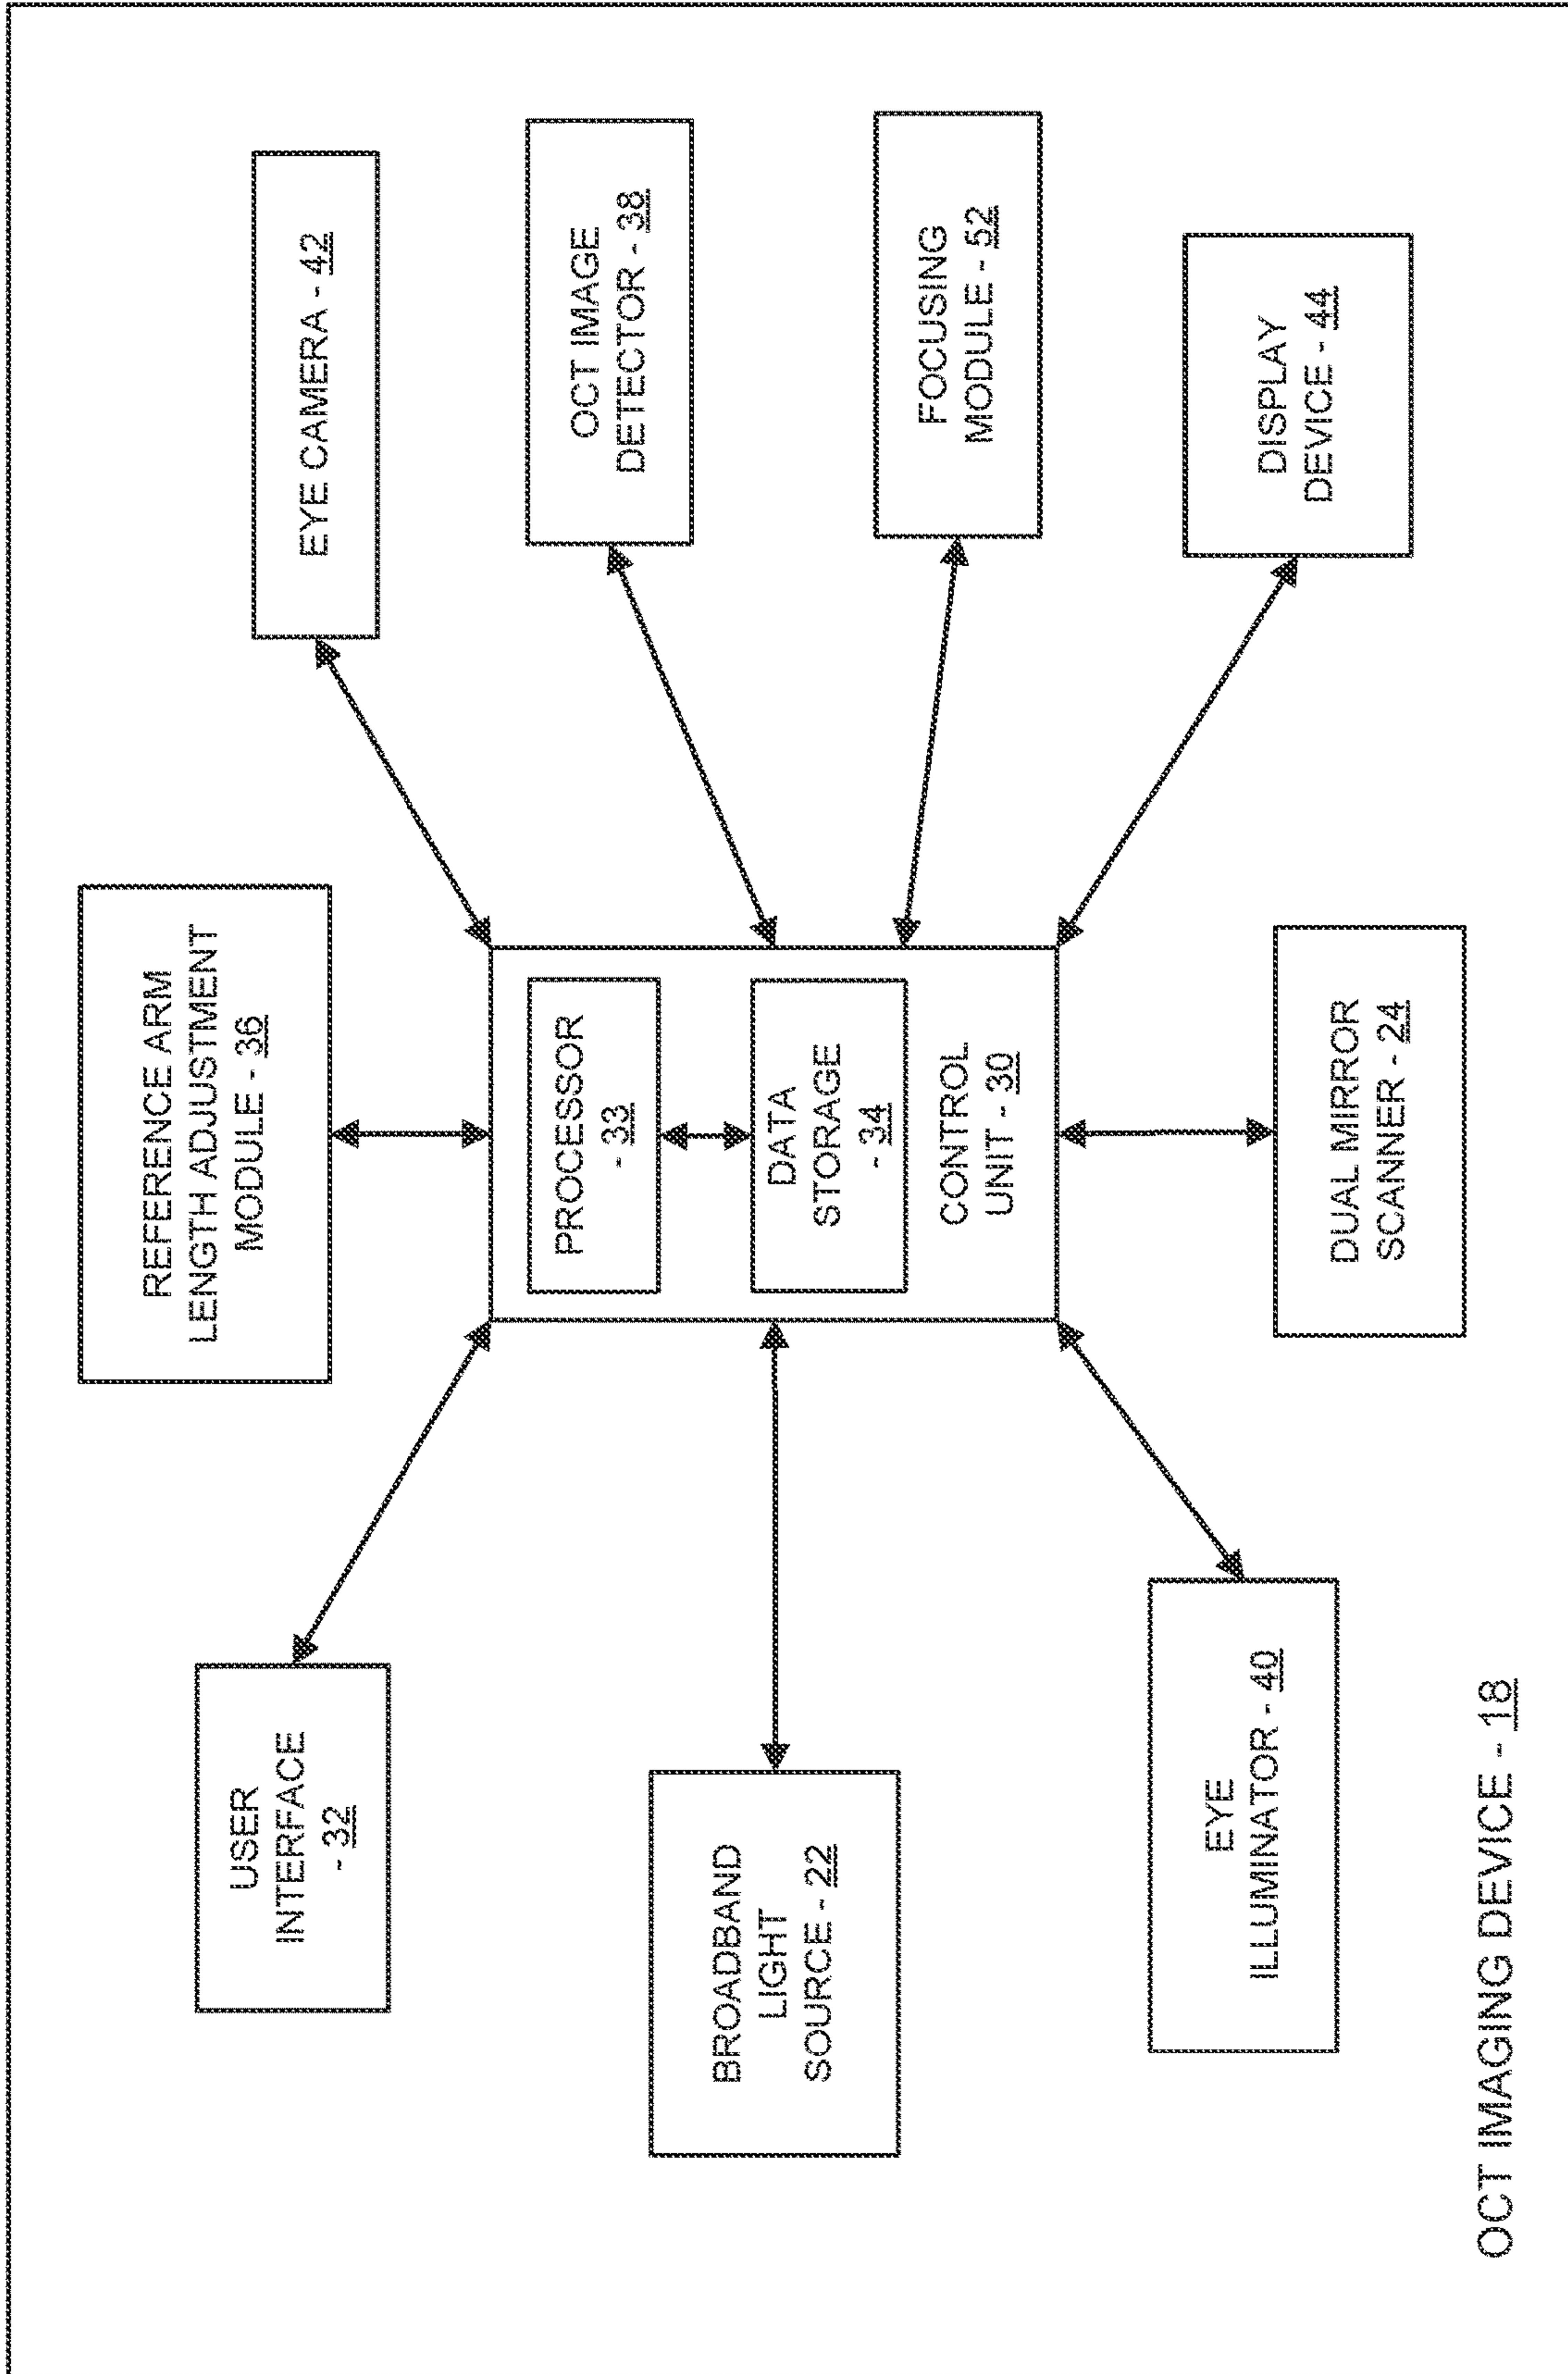 REFERENCE ARM
LENGTH ADJUSTMENT
MODULE - 36
USER
INTERFACE
- 32
EYE CAMERA - 42
PROCESSOR
- 33
OCT IMAGE
DETECTOR - 38
BROADBAND
LIGHT
SOURCE - 22
DATA
STORAGE
- 34
FOCUSING
MODULE - 52
CONTROL
UNIT - 30
EYE
ILLUMINATOR - 40
DISPLAY
DEVICE - 44
DUAL MIRROR
SCANNER - 24
OCT IMAGING DEVICE - 18